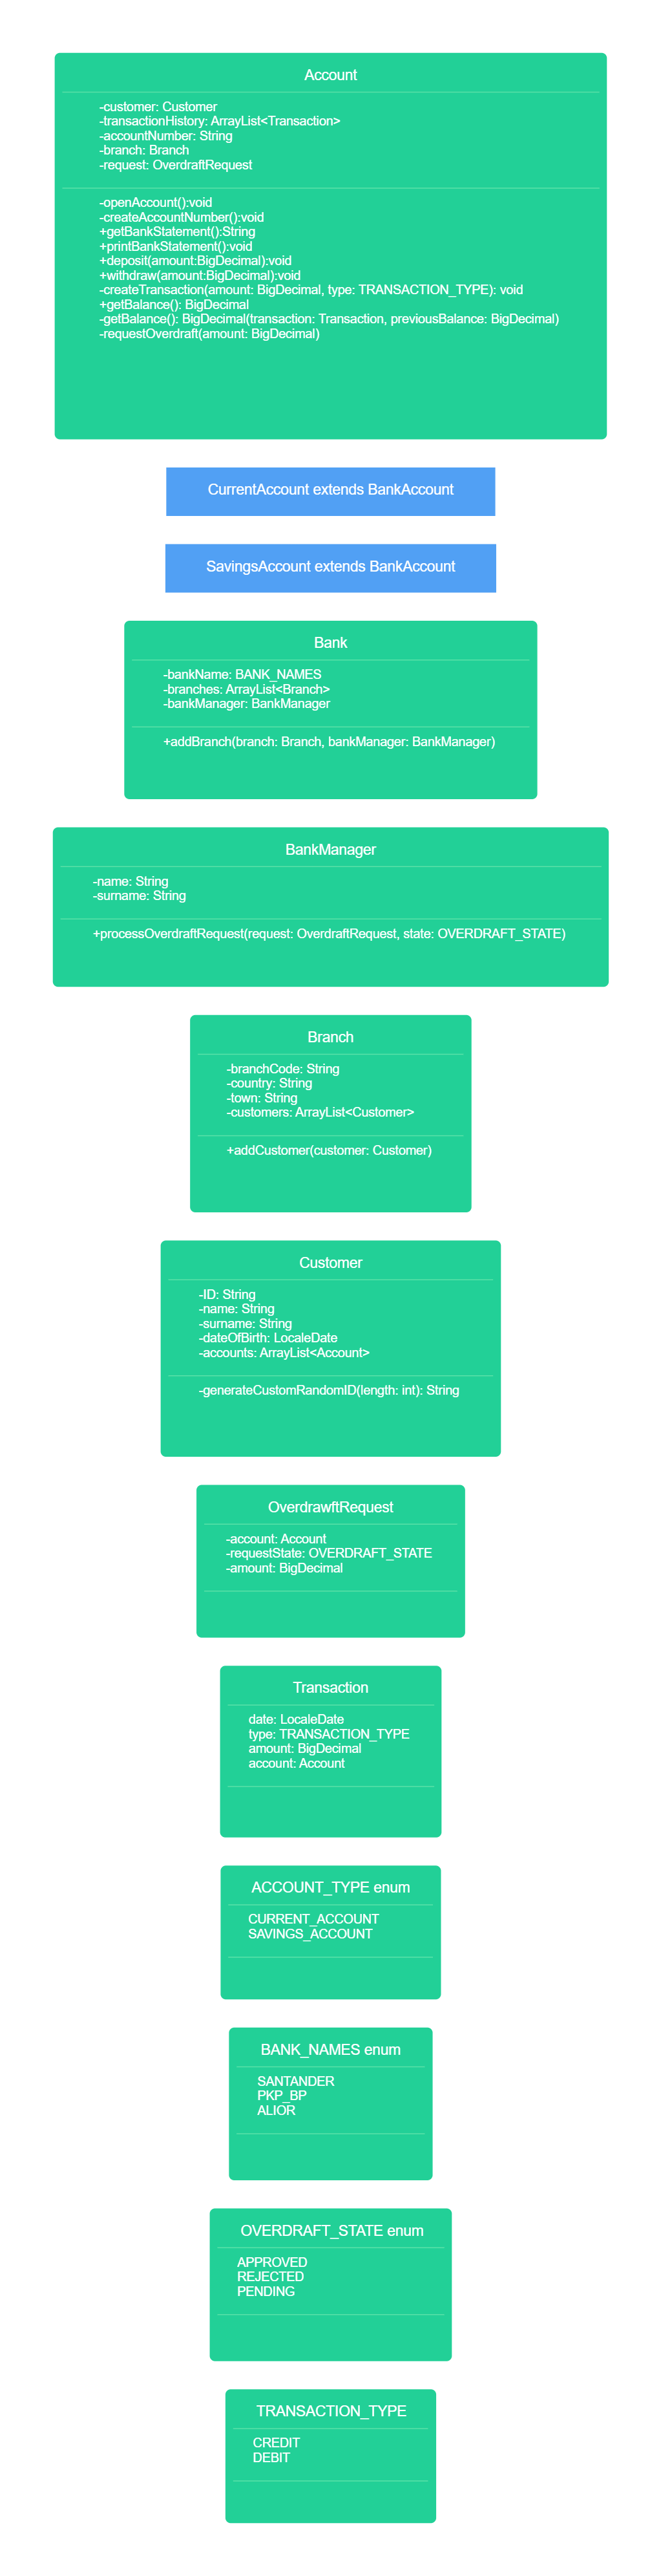 Account
-customer: Customer
-transactionHistory: ArrayList<Transaction>
-accountNumber: String
-branch: Branch
-request: OverdraftRequest
-openAccount():void
-createAccountNumber():void
+getBankStatement():String
+printBankStatement():void
+deposit(amount:BigDecimal):void
+withdraw(amount:BigDecimal):void
-createTransaction(amount: BigDecimal, type: TRANSACTION_TYPE): void
+getBalance(): BigDecimal
-getBalance(): BigDecimal(transaction: Transaction, previousBalance: BigDecimal)
-requestOverdraft(amount: BigDecimal)
CurrentAccount extends BankAccount
SavingsAccount extends BankAccount
Bank
-bankName: BANK_NAMES
-branches: ArrayList<Branch>
-bankManager: BankManager
+addBranch(branch: Branch, bankManager: BankManager)
BankManager
-name: String
-surname: String
+processOverdraftRequest(request: OverdraftRequest, state: OVERDRAFT_STATE)
Branch
-branchCode: String
-country: String
-town: String
-customers: ArrayList<Customer>
+addCustomer(customer: Customer)
Customer
-ID: String
-name: String
-surname: String
-dateOfBirth: LocaleDate
-accounts: ArrayList<Account>
-generateCustomRandomID(length: int): String
OverdrawftRequest
-account: Account
-requestState: OVERDRAFT_STATE
-amount: BigDecimal
Transaction
date: LocaleDate
type: TRANSACTION_TYPE
amount: BigDecimal
account: Account
ACCOUNT_TYPE enum
CURRENT_ACCOUNT
SAVINGS_ACCOUNT
BANK_NAMES enum
SANTANDER
PKP_BP
ALIOR
OVERDRAFT_STATE enum
APPROVED
REJECTED
PENDING
TRANSACTION_TYPE
CREDIT
DEBIT